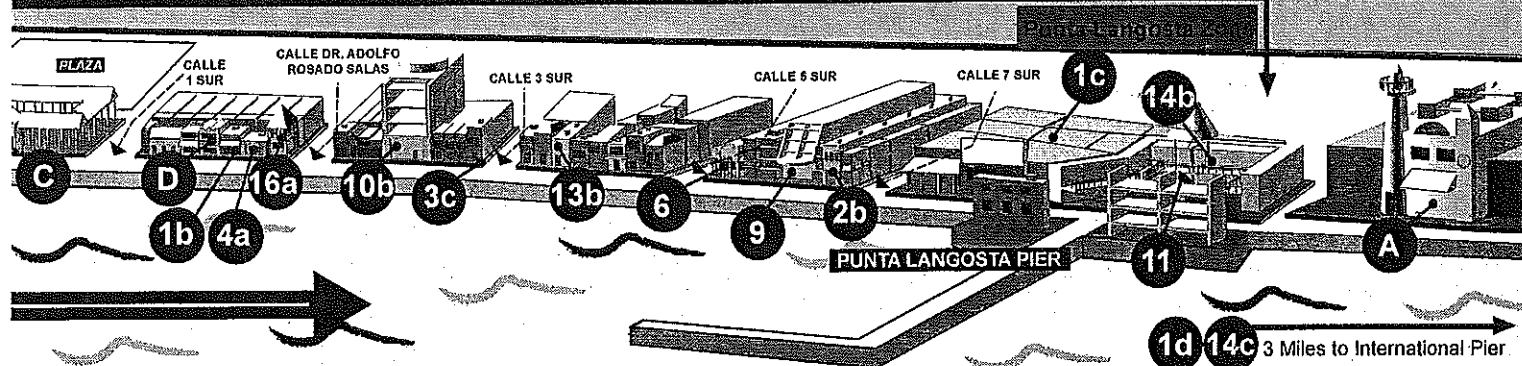 Punta Langosta Zone
PLAZA
CALLE
1 SUR
CALLE DR. ADOLFO
ROSADO SALAS
CALLE 3 SUR
CALLE 5 SUR
CALLE 7 SUR
1c
14b
C
D
16a
10b
3c
13b
6
9
2b
1b
4a
11
A
PUNTA LANGOSTA PIER
1d 14c 3 Miles to International Pier